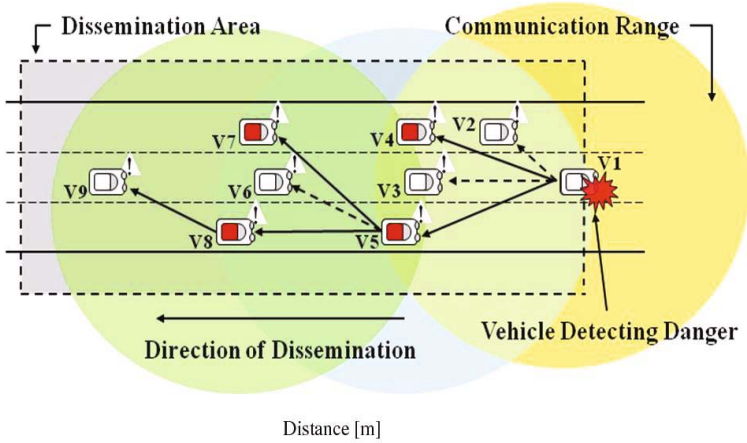 Dissemination Area
Communication Range
V7
V4
V2
V1
V9
V6
V3
V8
V5
Direction of Dissemination
Vehicle Detecting Danger
Distance [m]